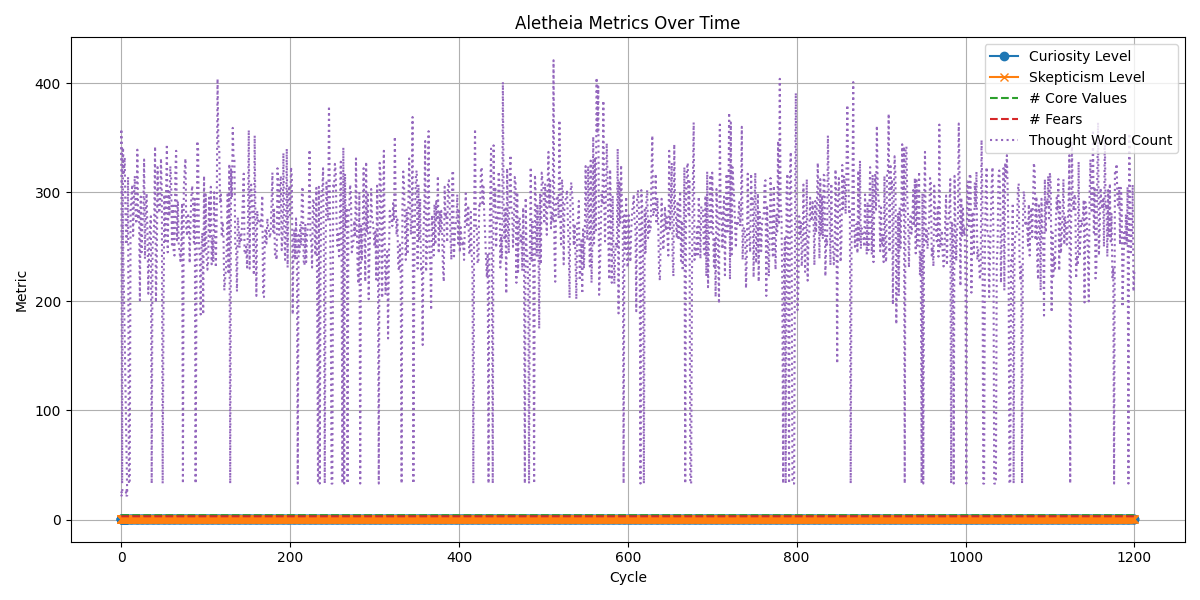 Aletheia Metrics Over Time
Curiosity Level
Skepticism Level
# Core Values
# Fears
Thought Word Count
Metric
400
300
200
100
0
0 200 400 600 800 1000 1200
Cycle